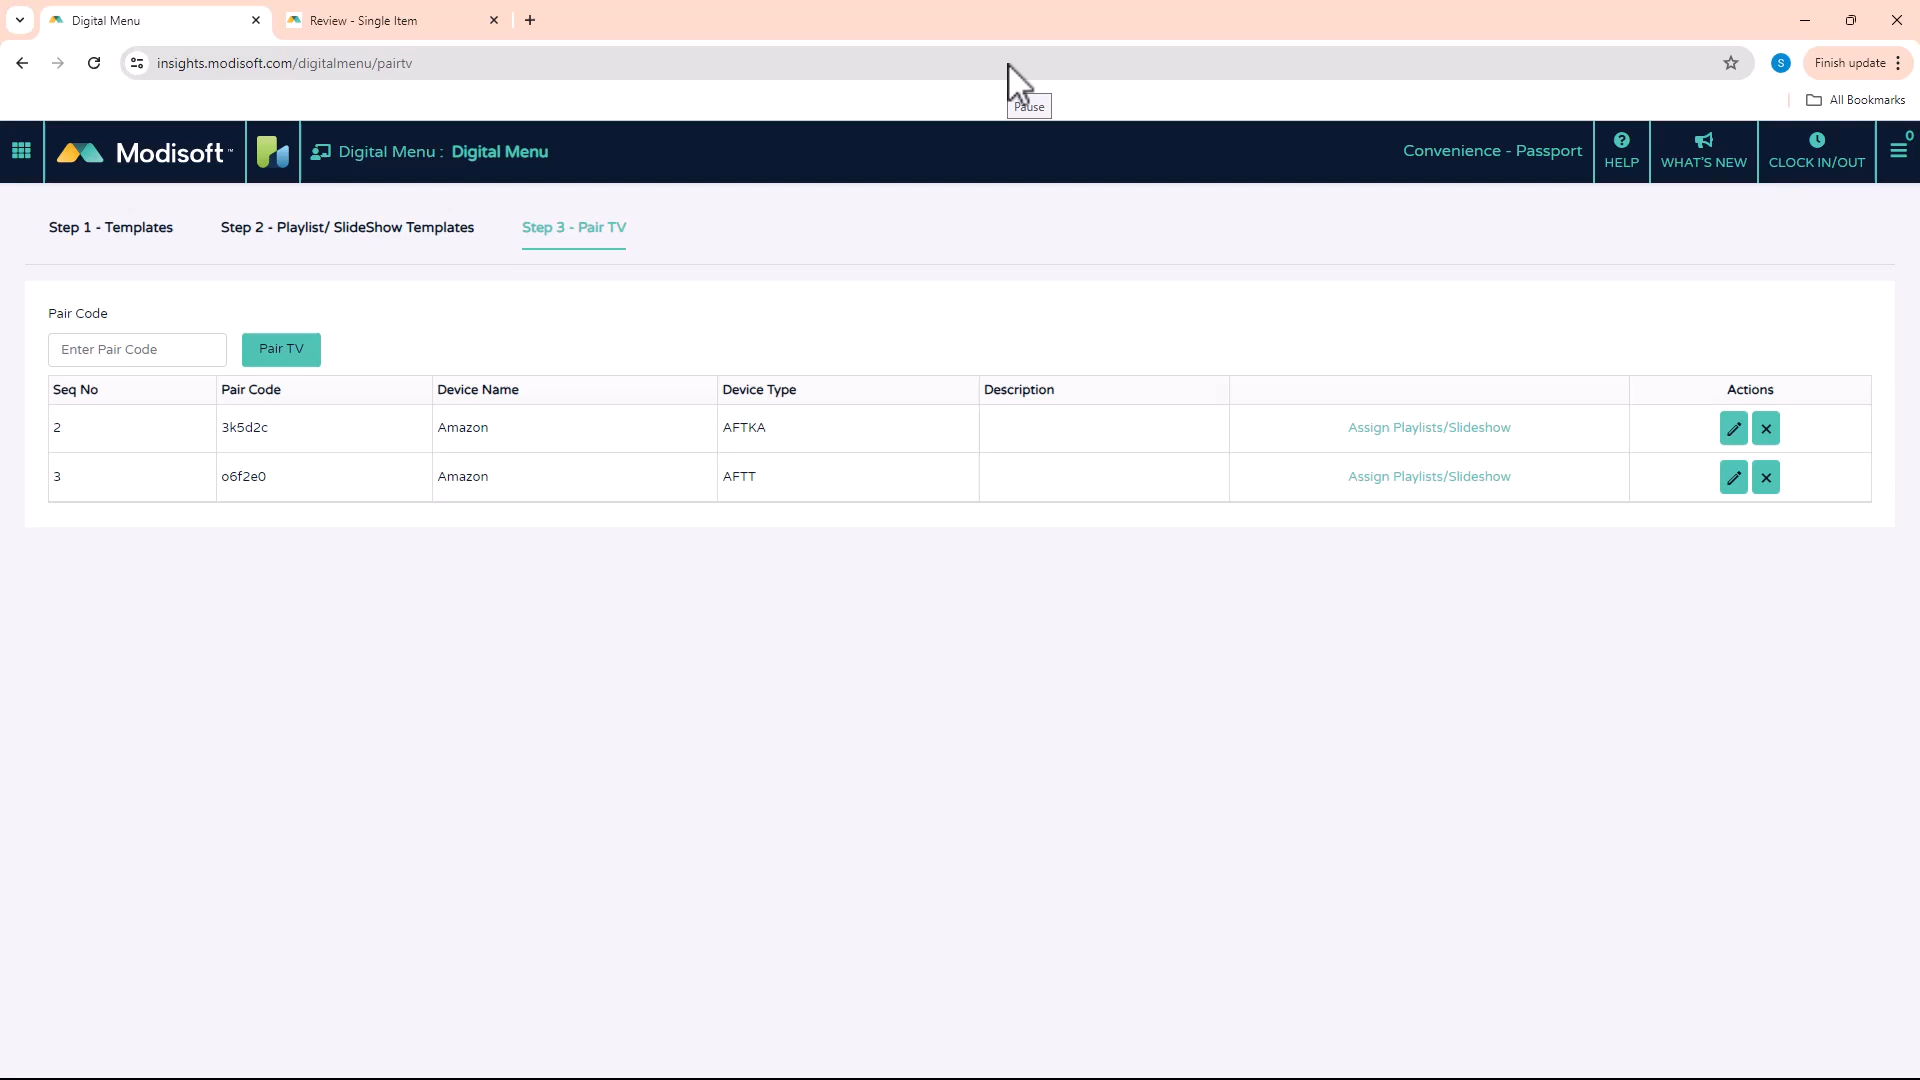 Digital Menu
Review - Single Item
insights.modisoft.com/digitalmenu/pairtv
S
Finish update
Pause
All Bookmarks
Modisoft™
Digital Menu : Digital Menu
Convenience - Passport
HELP
WHAT'S NEW
CLOCK IN/OUT
0
Step 1 - Templates
Step 2 - Playlist/ SlideShow Templates
Step 3 - Pair TV
Pair Code
Enter Pair Code
Pair TV
Seq No Pair Code Device Name Device Type Description Actions
2 3k5d2c Amazon AFTKA Assign Playlists/Slideshow
3 o6f2e0 Amazon AFTT Assign Playlists/Slideshow